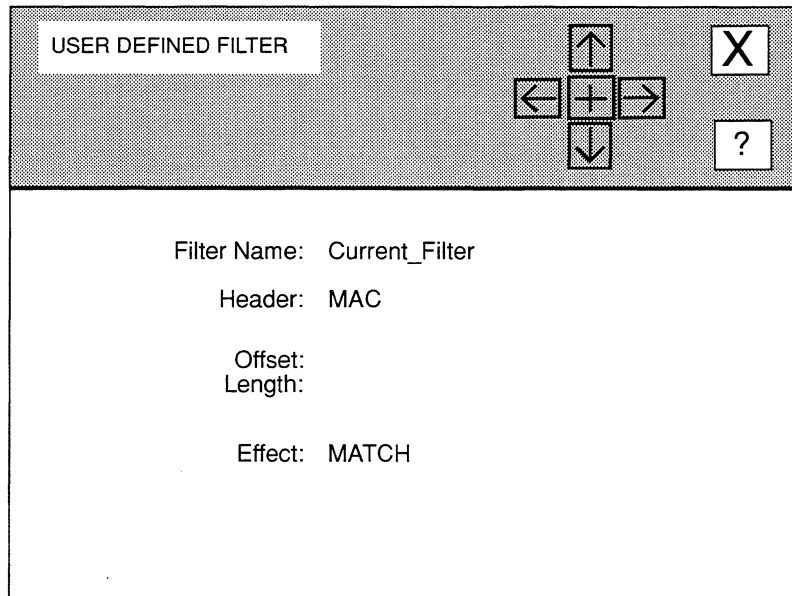 USER DEFINED FILTER
X
?
Filter Name: Current_Filter
Header: MAC
Offset:
Length:
Effect: MATCH